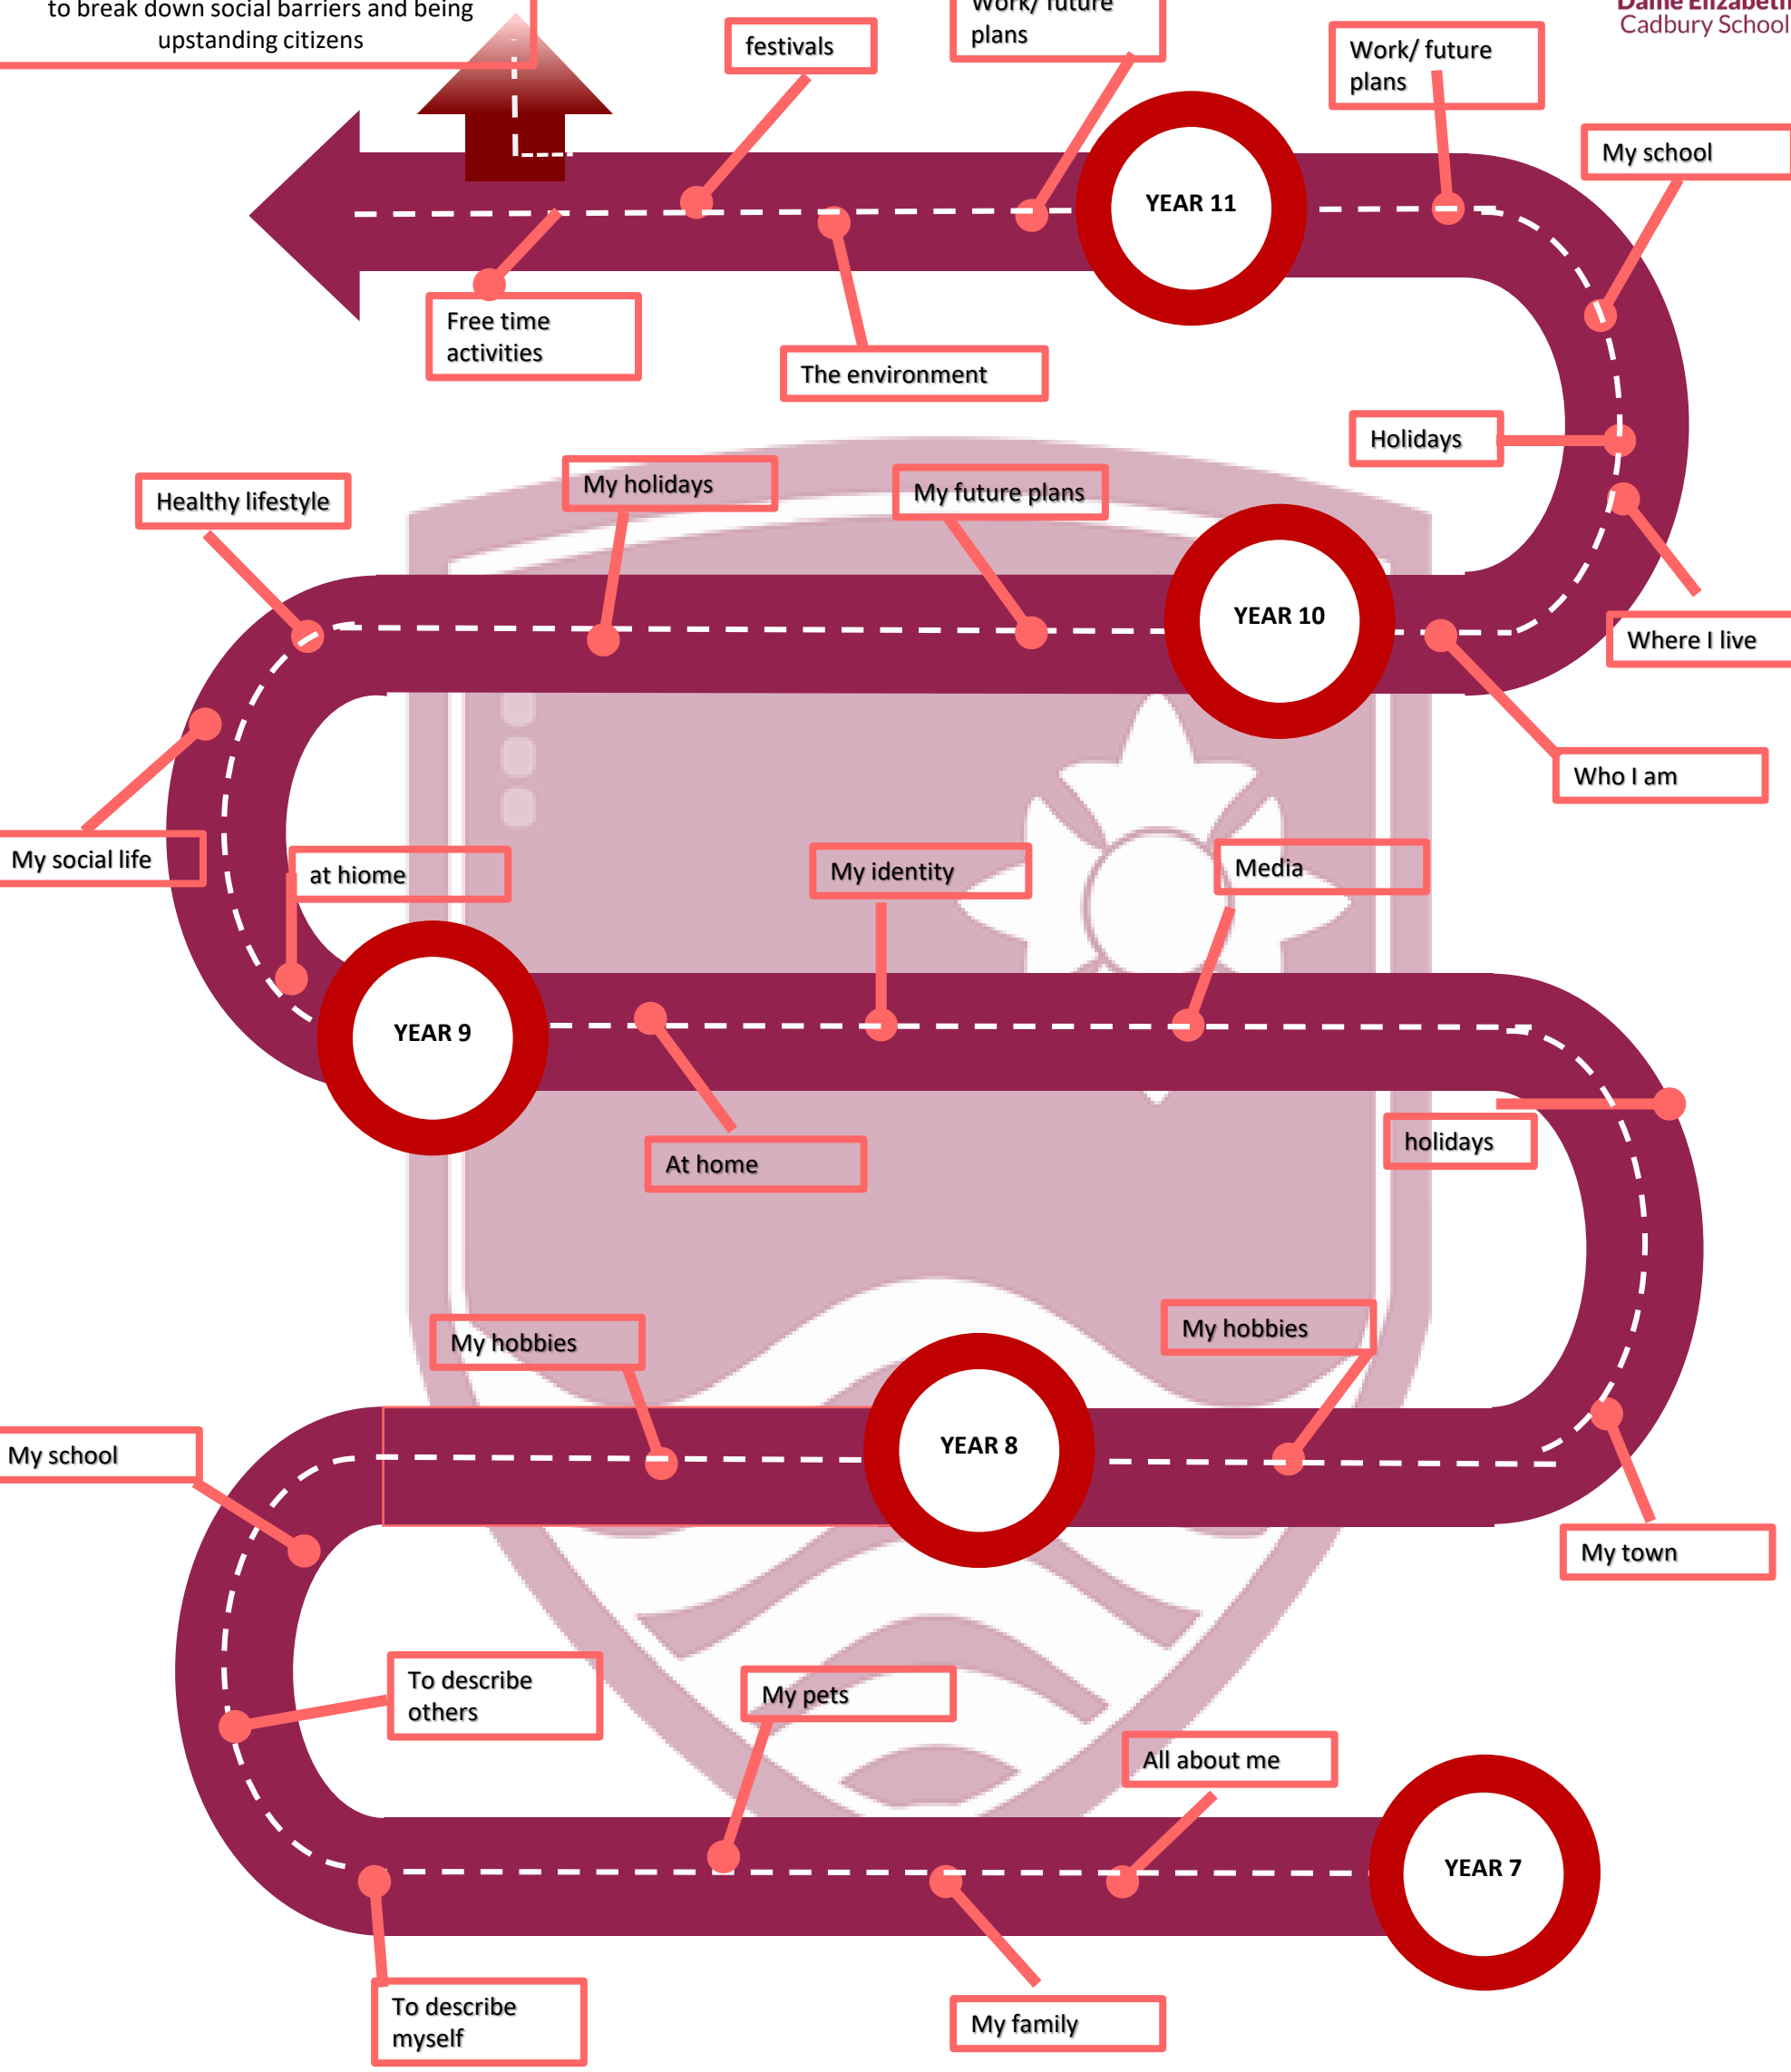 to break down social barriers and being
upstanding citizens
festivals
Work/ future
plans
Work/ future
plans
Dame Elizabeth
Cadbury School
My school
YEAR 11
Free time
activities
The environment
Holidays
Healthy lifestyle
My holidays
My future plans
YEAR 10
Where I live
Who I am
My social life
at hiome
My identity
Media
YEAR 9
At home
holidays
My hobbies
My hobbies
YEAR 8
My school
My town
To describe
others
My pets
All about me
YEAR 7
To describe
myself
My family